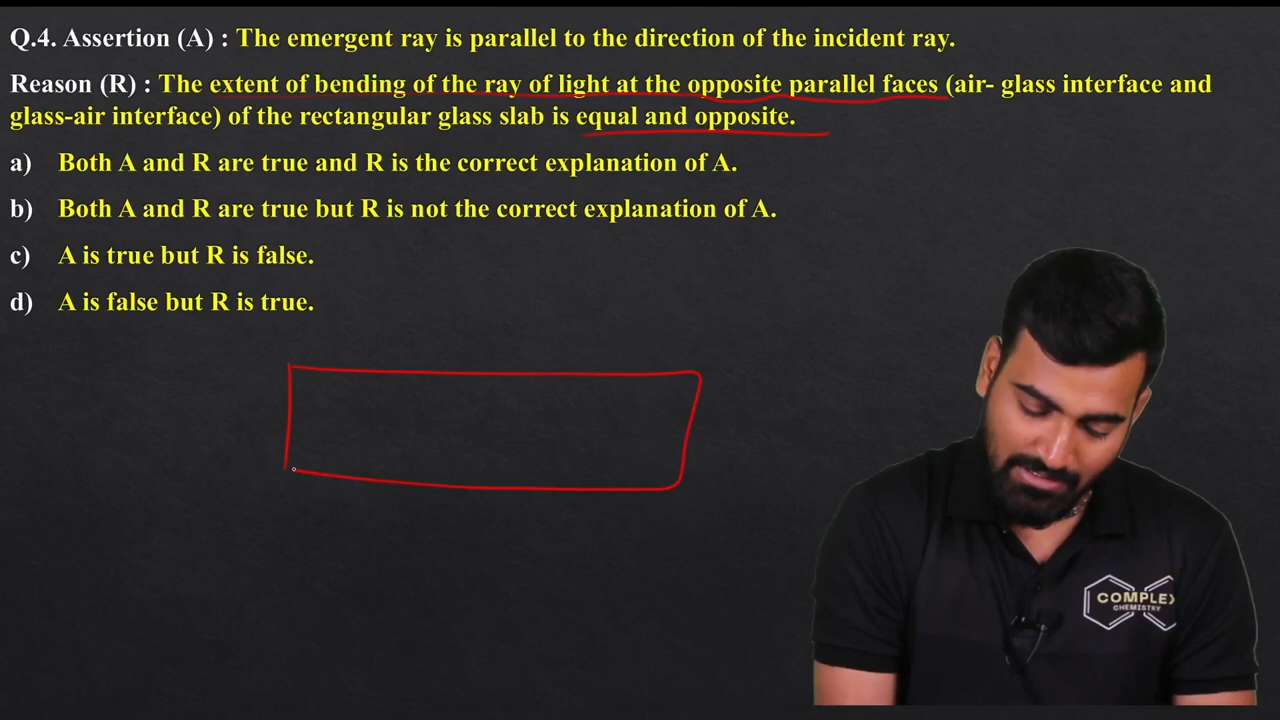 Q.4. Assertion (A) : The emergent ray is parallel to the direction of the incident ray.
Reason (R) : The extent of bending of the ray of light at the opposite parallel faces (air- glass interface and
glass-air interface) of the rectangular glass slab is equal and opposite.
a) Both A and R are true and R is the correct explanation of A.
b) Both A and R are true but R is not the correct explanation of A.
c) A is true but R is false.
d) A is false but R is true.
COMPLEX
CHEMISTRY